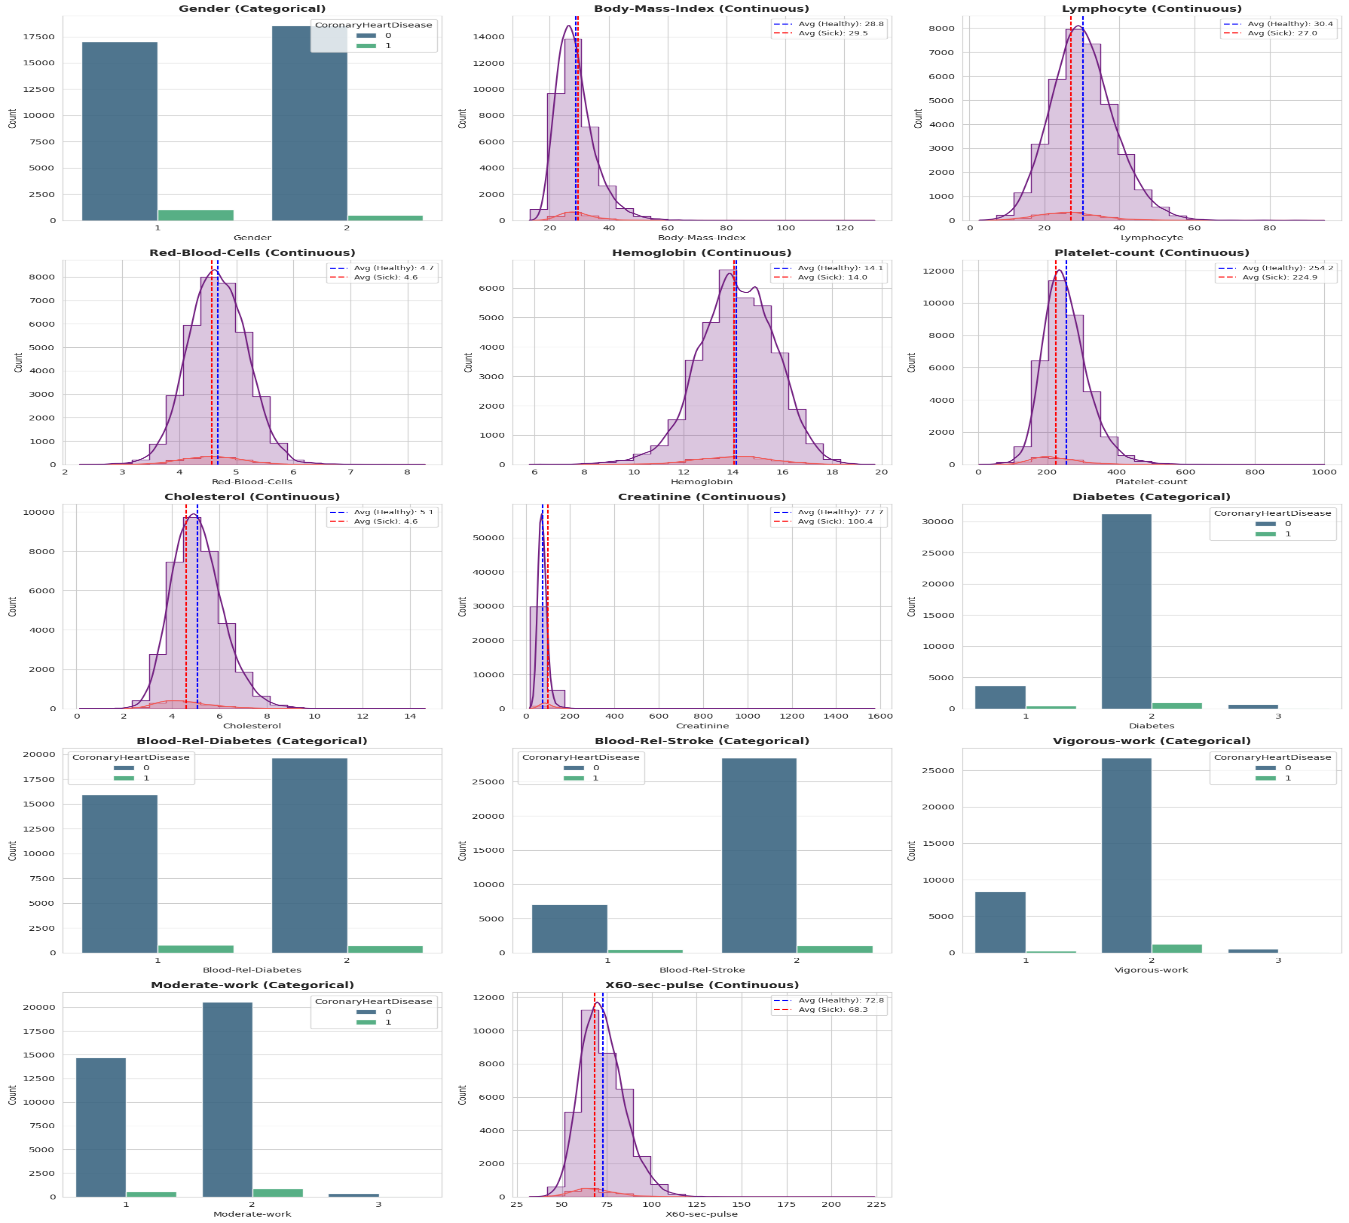 Gender (Categorical)
CoronaryHeartDisease
0
1
17500
15000
12500
10000
7500
5000
2500
0
Count
1 2
Gender
Body-Mass-Index (Continuous)
Avg (Healthy): 28.8
Avg (Sick): 29.5
14000
12000
10000
8000
6000
4000
2000
0
Count
20 40 60 80 100 120
Body-Mass-Index
Lymphocyte (Continuous)
Avg (Healthy): 30.4
Avg (Sick): 27.0
8000
7000
6000
5000
4000
3000
2000
1000
0
Count
0 20 40 60 80
Lymphocyte
Red-Blood-Cells (Continuous)
Avg (Healthy): 4.7
Avg (Sick): 4.6
8000
7000
6000
5000
4000
3000
2000
1000
0
Count
2 3 4 5 6 7 8
Red-Blood-Cells
Hemoglobin (Continuous)
Avg (Healthy): 14.1
Avg (Sick): 14.0
6000
5000
4000
3000
2000
1000
0
Count
6 8 10 12 14 16 18 20
Hemoglobin
Platelet-count (Continuous)
Avg (Healthy): 254.2
Avg (Sick): 224.9
12000
10000
8000
6000
4000
2000
0
Count
0 200 400 600 800 1000
Platelet-count
Cholesterol (Continuous)
Avg (Healthy): 5.1
Avg (Sick): 4.6
10000
8000
6000
4000
2000
0
Count
0 2 4 6 8 10 12 14
Cholesterol
Creatinine (Continuous)
Avg (Healthy): 77.7
Avg (Sick): 100.4
50000
40000
30000
20000
10000
0
Count
0 200 400 600 800 1000 1200 1400 1600
Creatinine
Diabetes (Categorical)
CoronaryHeartDisease
0
1
30000
25000
20000
15000
10000
5000
0
Count
1 2 3
Diabetes
Blood-Rel-Diabetes (Categorical)
CoronaryHeartDisease
0
1
20000
17500
15000
12500
10000
7500
5000
2500
0
Count
1 2
Blood-Rel-Diabetes
Blood-Rel-Stroke (Categorical)
CoronaryHeartDisease
0
1
25000
20000
15000
10000
5000
0
Count
1 2
Blood-Rel-Stroke
Vigorous-work (Categorical)
CoronaryHeartDisease
0
1
25000
20000
15000
10000
5000
0
Count
1 2 3
Vigorous-work
Moderate-work (Categorical)
CoronaryHeartDisease
0
1
20000
17500
15000
12500
10000
7500
5000
2500
0
Count
1 2 3
Moderate-work
X60-sec-pulse (Continuous)
Avg (Healthy): 72.8
Avg (Sick): 68.3
12000
10000
8000
6000
4000
2000
0
Count
25 50 75 100 125 150 175 200 225
X60-sec-pulse